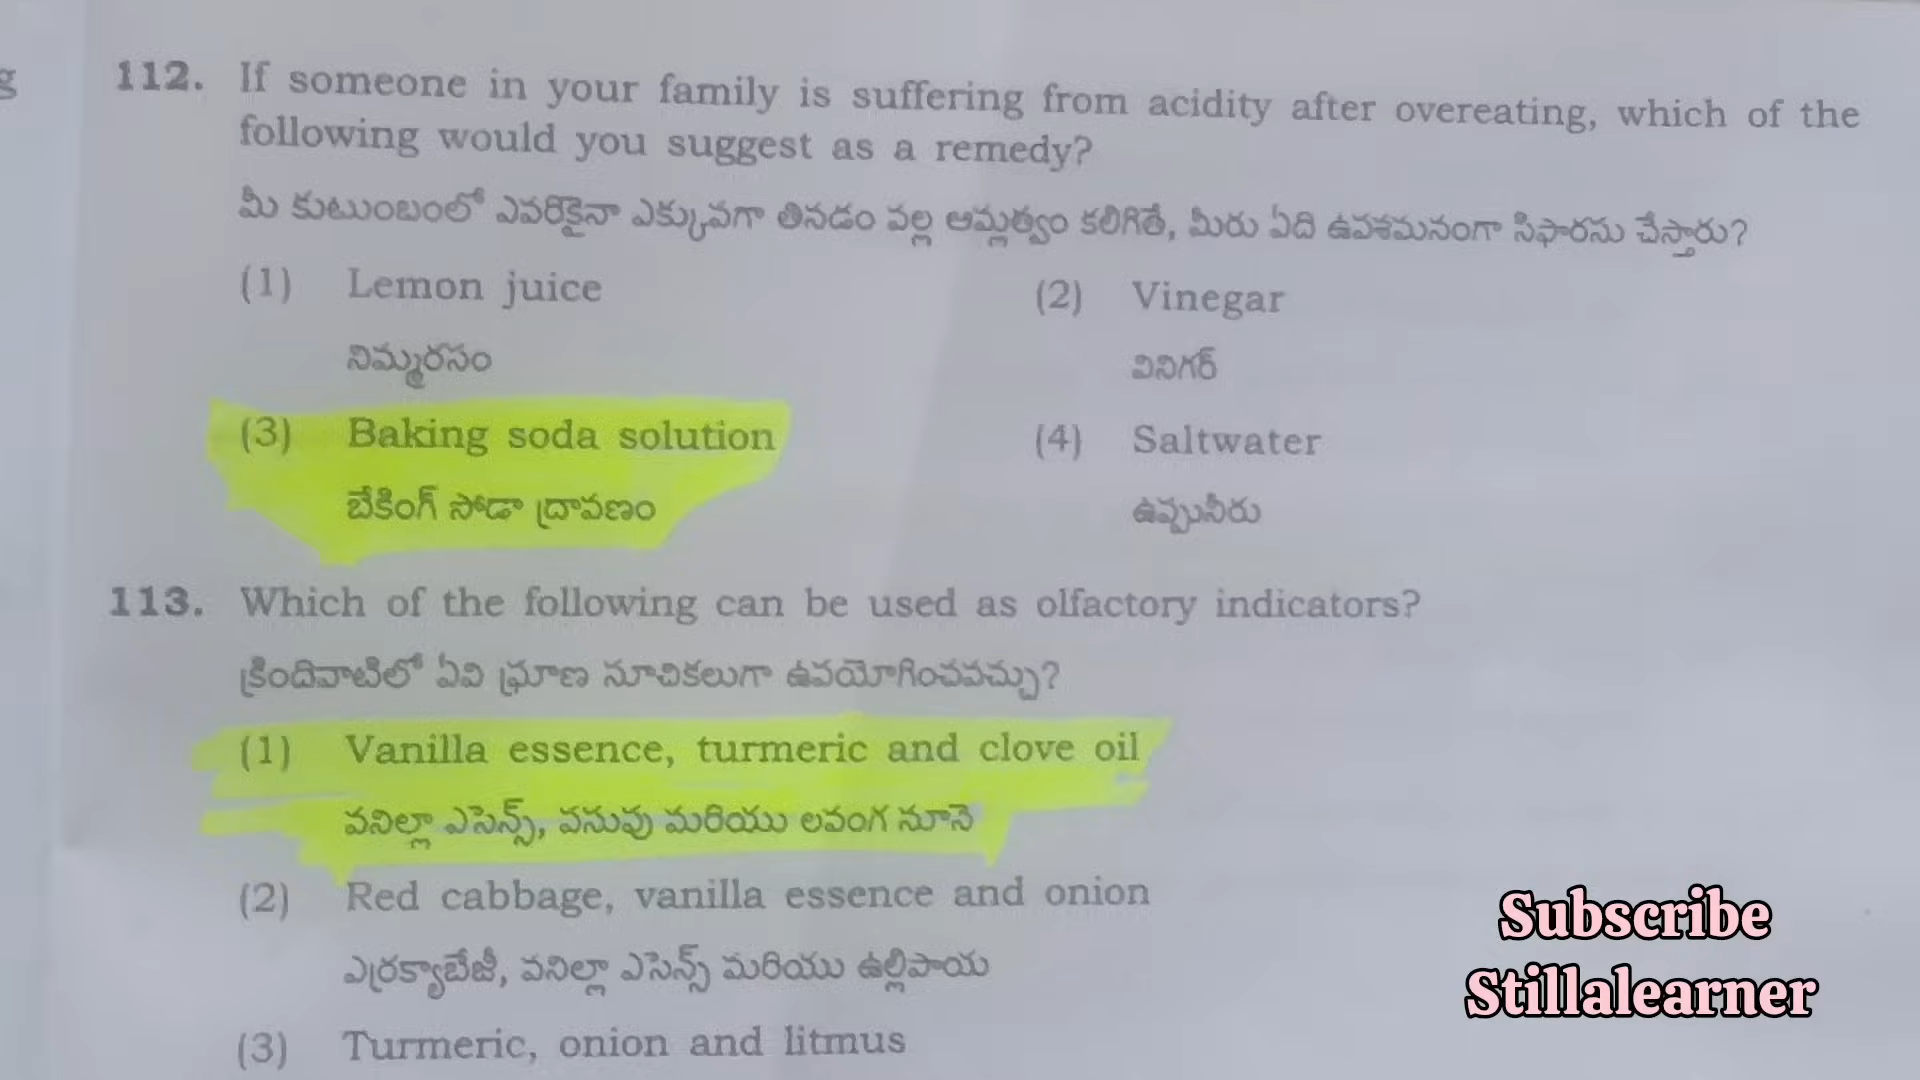 g
112. If someone in your family is suffering from acidity after overeating, which of the
following would you suggest as a remedy?
మీ కుటుంబంలో ఎవరికైనా ఎక్కువగా తినడం వల్ల ఆమ్లత్వం కలిగితే, మీరు ఏది ఉపశమనంగా సిఫారసు చేస్తారు?
(1) Lemon juice (2) Vinegar
నిమ్మరసం వినిగర్
(3) Baking soda solution (4) Saltwater
బేకింగ్ సోడా ద్రావణం ఉప్పునీరు
113. Which of the following can be used as olfactory indicators?
క్రిందివాటిలో ఏవి ఘ్రాణ సూచికలుగా ఉపయోగించవచ్చు?
(1) Vanilla essence, turmeric and clove oil
వనిల్లా ఎసెన్స్, పసుపు మరియు లవంగ నూనె
(2) Red cabbage, vanilla essence and onion
ఎర్రక్యాబేజీ, వనిల్లా ఎసెన్స్ మరియు ఉల్లిపాయ
(3) Turmeric, onion and litmus
Subscribe
Stillalearner